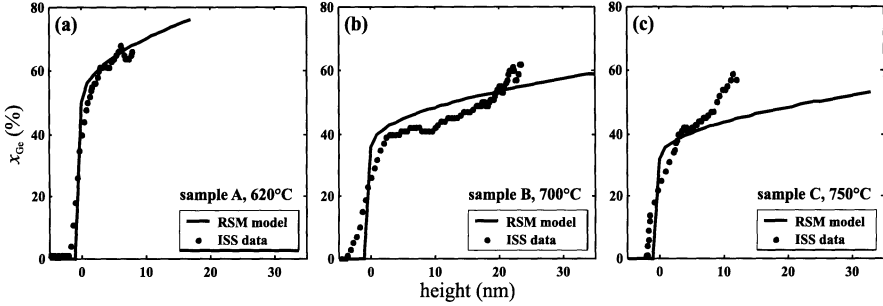 (a)
80
60
40
20
0
x_Ge (%)
sample A, 620°C
RSM model
ISS data
0 10 20 30
(b)
80
60
40
20
0
sample B, 700°C
RSM model
ISS data
0 10 20 30
height (nm)
(c)
80
60
40
20
0
sample C, 750°C
RSM model
ISS data
0 10 20 30